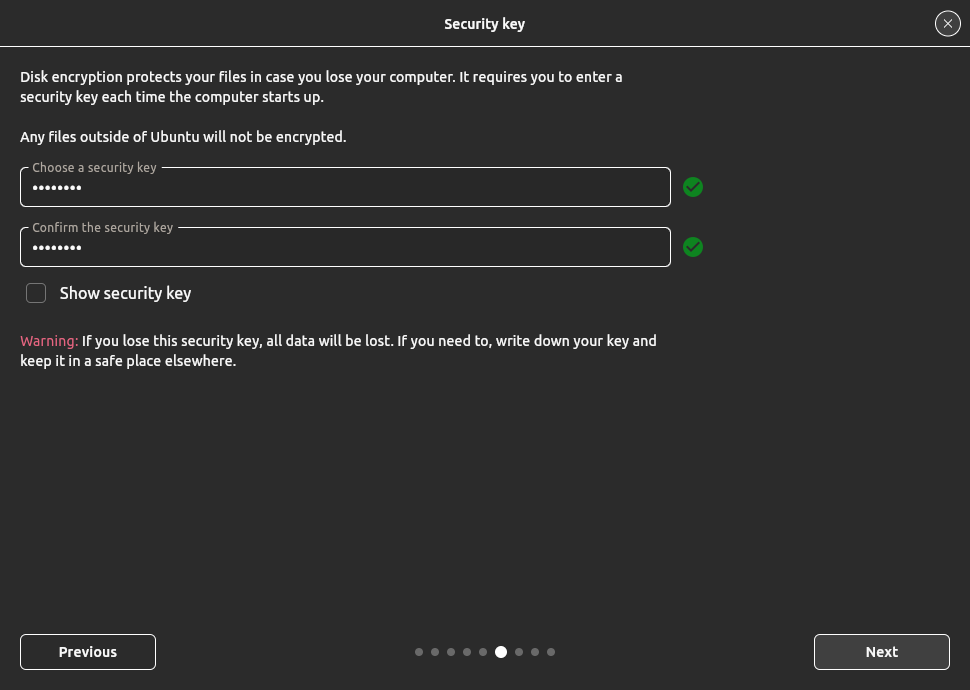 Security key
Disk encryption protects your files in case you lose your computer. It requires you to enter a
security key each time the computer starts up.
Any files outside of Ubuntu will not be encrypted.
Choose a security key
••••••••
Confirm the security key
••••••••
Show security key
Warning: If you lose this security key, all data will be lost. If you need to, write down your key and
keep it in a safe place elsewhere.
Previous
Next